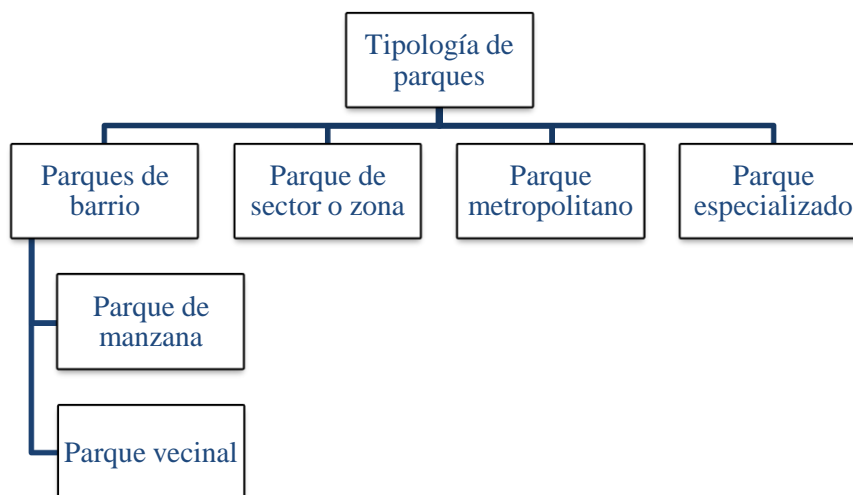 Tipología de
parques
Parques de
barrio
Parque de
sector o zona
Parque
metropolitano
Parque
especializado
Parque de
manzana
Parque vecinal